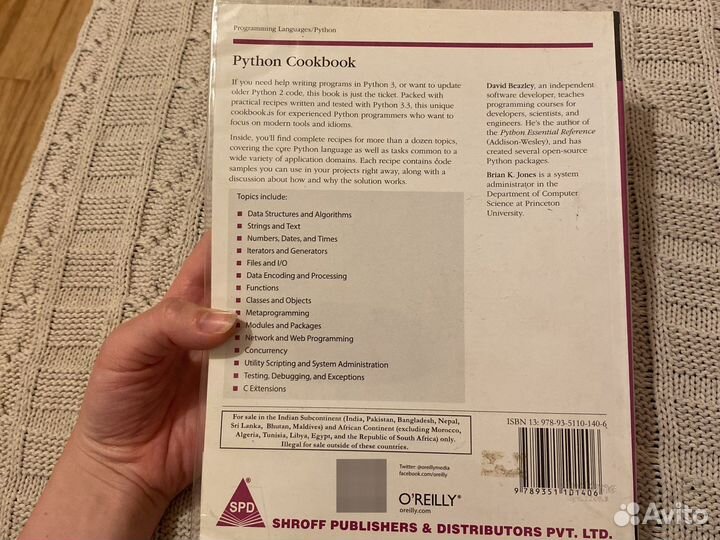 Programming Languages/Python
Python Cookbook
If you need help writing programs in Python 3, or want to update
older Python 2 code, this book is just the ticket. Packed with
practical recipes written and tested with Python 3.3, this unique
cookbook is for experienced Python programmers who want to
focus on modern tools and idioms.
Inside, you'll find complete recipes for more than a dozen topics,
covering the core Python language as well as tasks common to a
wide variety of application domains. Each recipe contains code
samples you can use in your projects right away, along with a
discussion about how and why the solution works.
Topics include:
■ Data Structures and Algorithms
■ Strings and Text
■ Numbers, Dates, and Times
■ Iterators and Generators
■ Files and I/O
■ Data Encoding and Processing
■ Functions
■ Classes and Objects
■ Metaprogramming
■ Modules and Packages
■ Network and Web Programming
■ Concurrency
■ Utility Scripting and System Administration
■ Testing, Debugging, and Exceptions
■ C Extensions
David Beazley, an independent
software developer, teaches
programming courses for
developers, scientists, and
engineers. He's the author of
the Python Essential Reference
(Addison-Wesley), and has
created several open-source
Python packages.
Brian K. Jones is a system
administrator in the
Department of Computer
Science at Princeton
University.
For sale in the Indian Subcontinent (India, Pakistan, Bangladesh, Nepal,
Sri Lanka, Bhutan, Maldives) and African Continent (excluding Morocco,
Algeria, Tunisia, Libya, Egypt, and the Republic of South Africa) only.
Illegal for sale outside of these countries.
ISBN 13: 978-93-5110-140-6
9 789351 101406
Twitter: @oreillymedia
facebook.com/oreilly
O'REILLY®
oreilly.com
SPD
SHROFF PUBLISHERS & DISTRIBUTORS PVT. LTD.
Avito